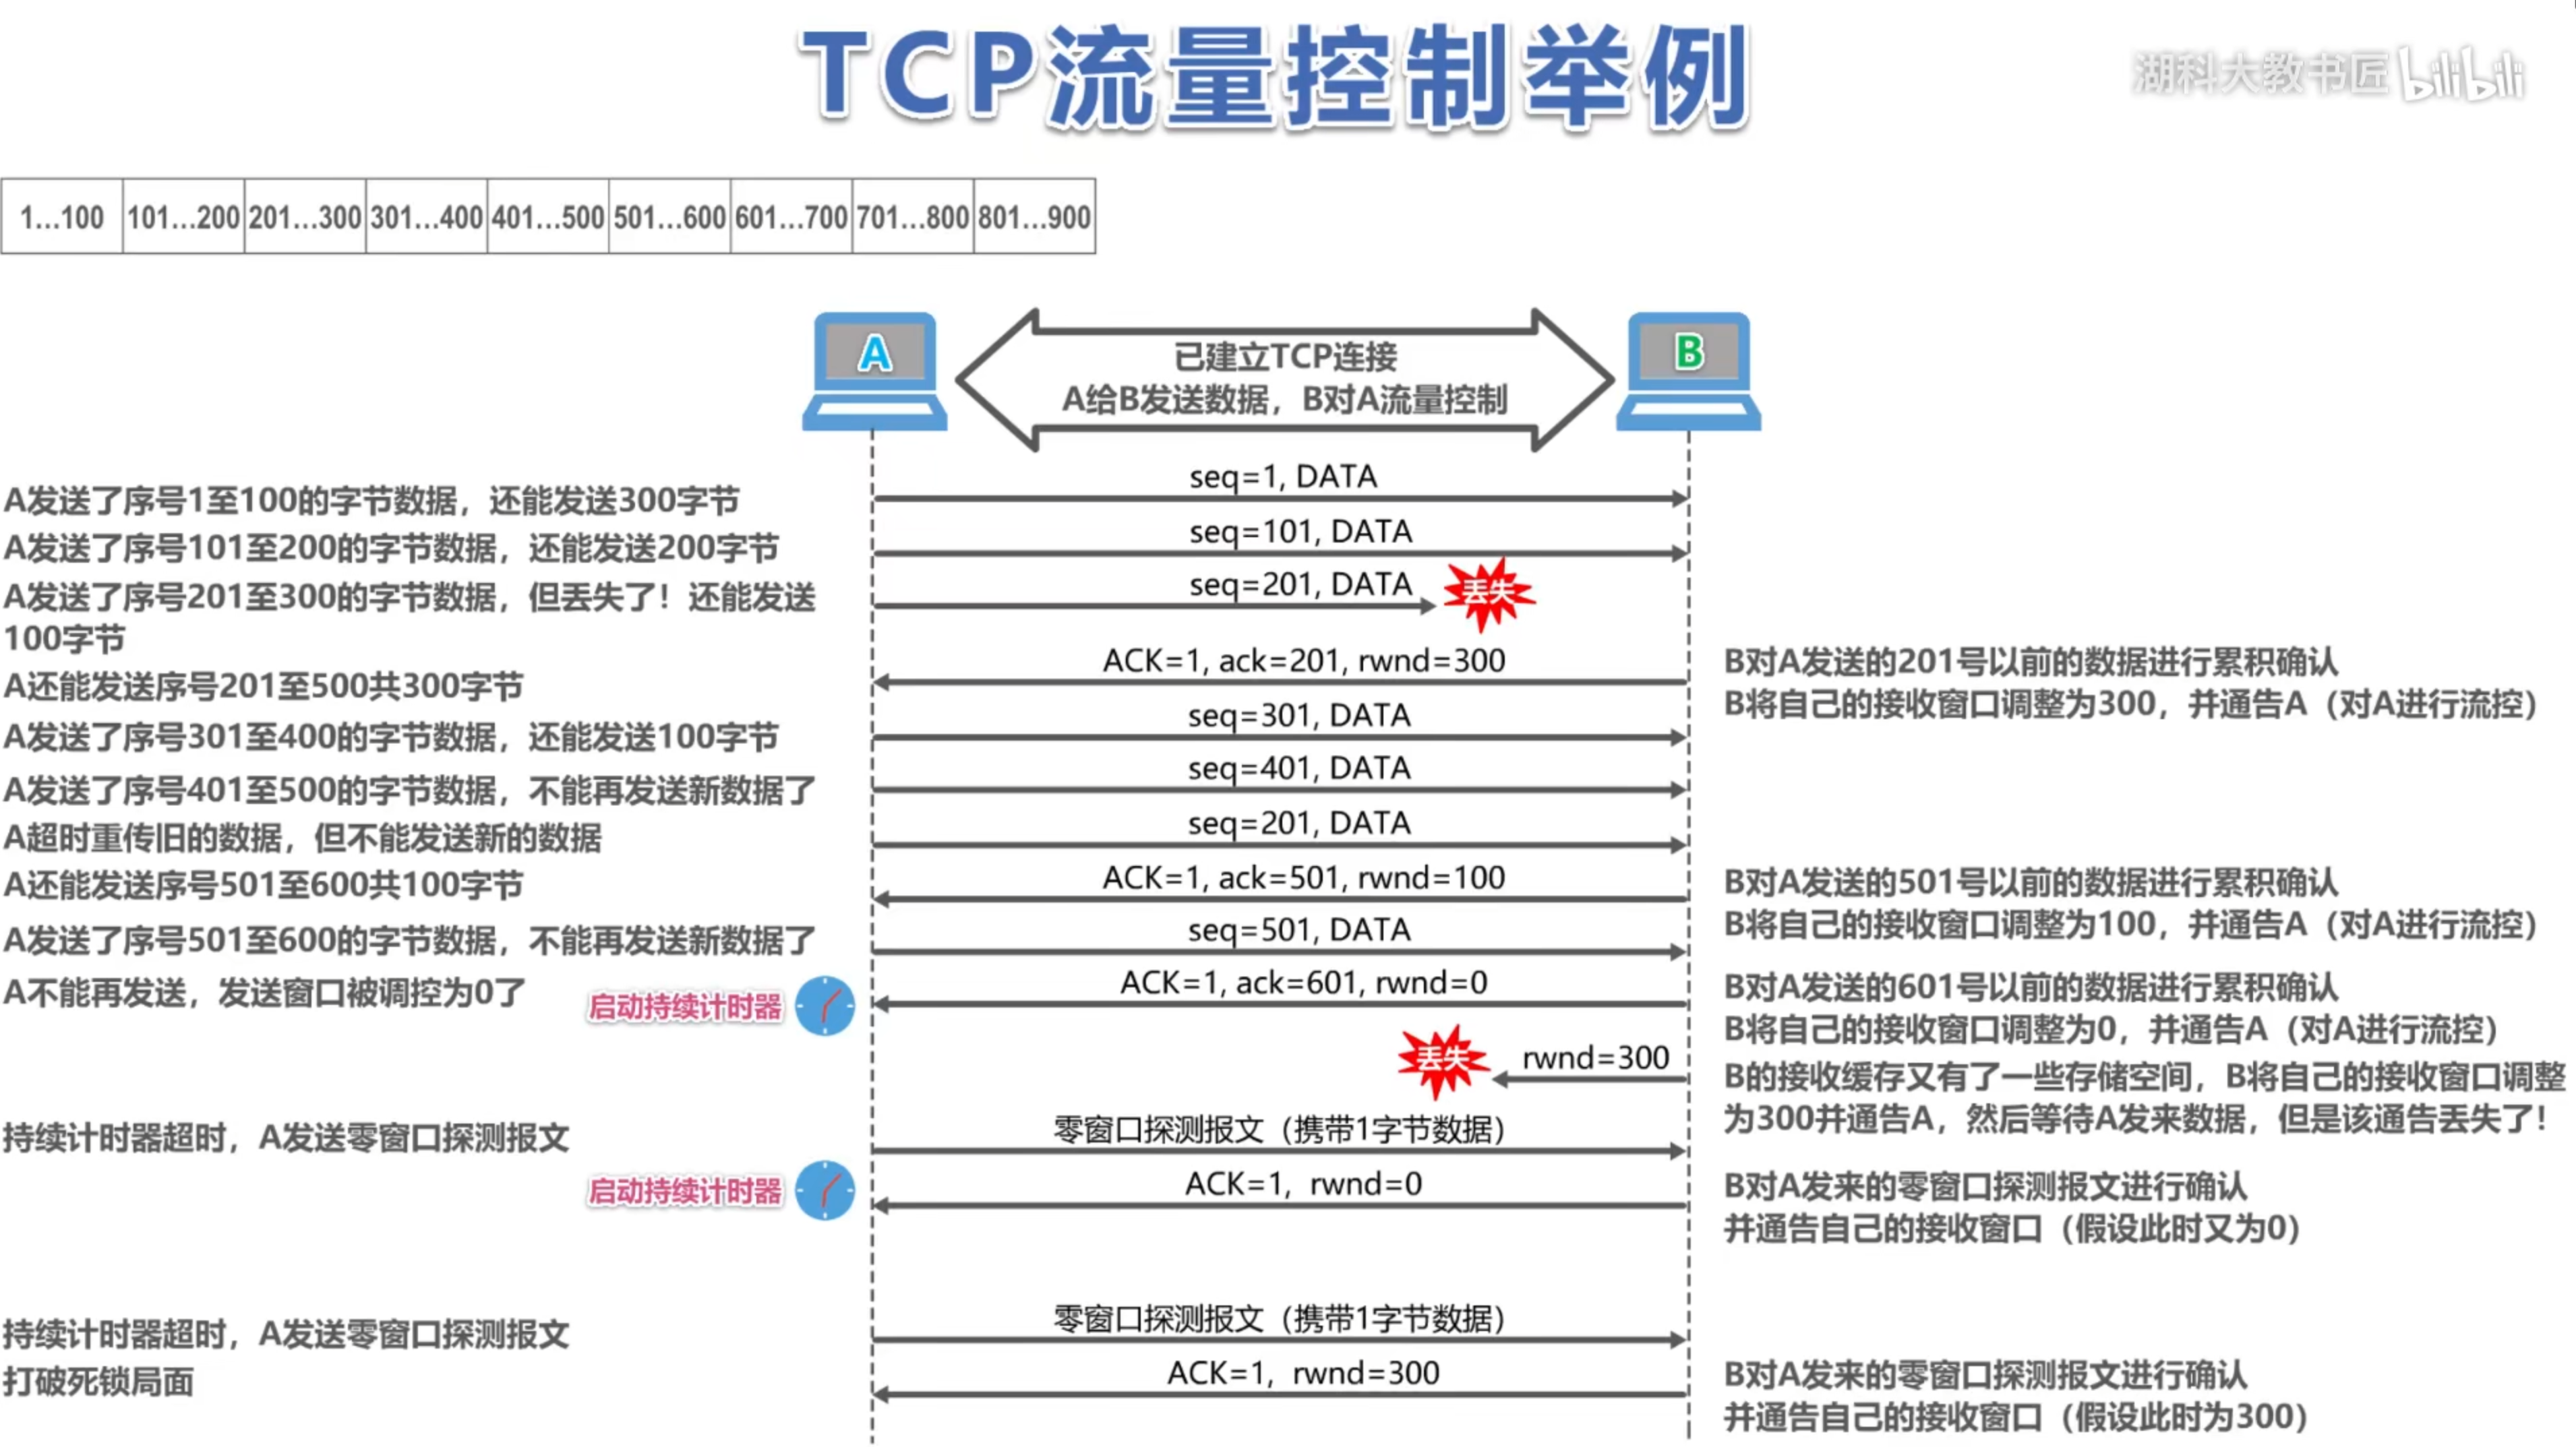 TCP流量控制举例
湖科大教书匠 bilibili
1...100 101...200 201...300 301...400 401...500 501...600 601...700 701...800 801...900
A
B
已建立TCP连接
A给B发送数据，B对A流量控制
seq=1, DATA
A发送了序号1至100的字节数据，还能发送300字节
seq=101, DATA
A发送了序号101至200的字节数据，还能发送200字节
seq=201, DATA
丢失
A发送了序号201至300的字节数据，但丢失了！还能发送
100字节
ACK=1, ack=201, rwnd=300
B对A发送的201号以前的数据进行累积确认
B将自己的接收窗口调整为300，并通告A（对A进行流控）
A还能发送序号201至500共300字节
seq=301, DATA
A发送了序号301至400的字节数据，还能发送100字节
seq=401, DATA
A发送了序号401至500的字节数据，不能再发送新数据了
seq=201, DATA
A超时重传旧的数据，但不能发送新的数据
ACK=1, ack=501, rwnd=100
A还能发送序号501至600共100字节
B对A发送的501号以前的数据进行累积确认
B将自己的接收窗口调整为100，并通告A（对A进行流控）
seq=501, DATA
A发送了序号501至600的字节数据，不能再发送新数据了
ACK=1, ack=601, rwnd=0
A不能再发送，发送窗口被调控为0了
启动持续计时器
B对A发送的601号以前的数据进行累积确认
B将自己的接收窗口调整为0，并通告A（对A进行流控）
丢失
rwnd=300
B的接收缓存又有了一些存储空间，B将自己的接收窗口调整
为300并通告A，然后等待A发来数据，但是该通告丢失了！
零窗口探测报文（携带1字节数据）
持续计时器超时，A发送零窗口探测报文
ACK=1, rwnd=0
启动持续计时器
B对A发来的零窗口探测报文进行确认
并通告自己的接收窗口（假设此时又为0）
零窗口探测报文（携带1字节数据）
持续计时器超时，A发送零窗口探测报文
打破死锁局面
ACK=1, rwnd=300
B对A发来的零窗口探测报文进行确认
并通告自己的接收窗口（假设此时为300）